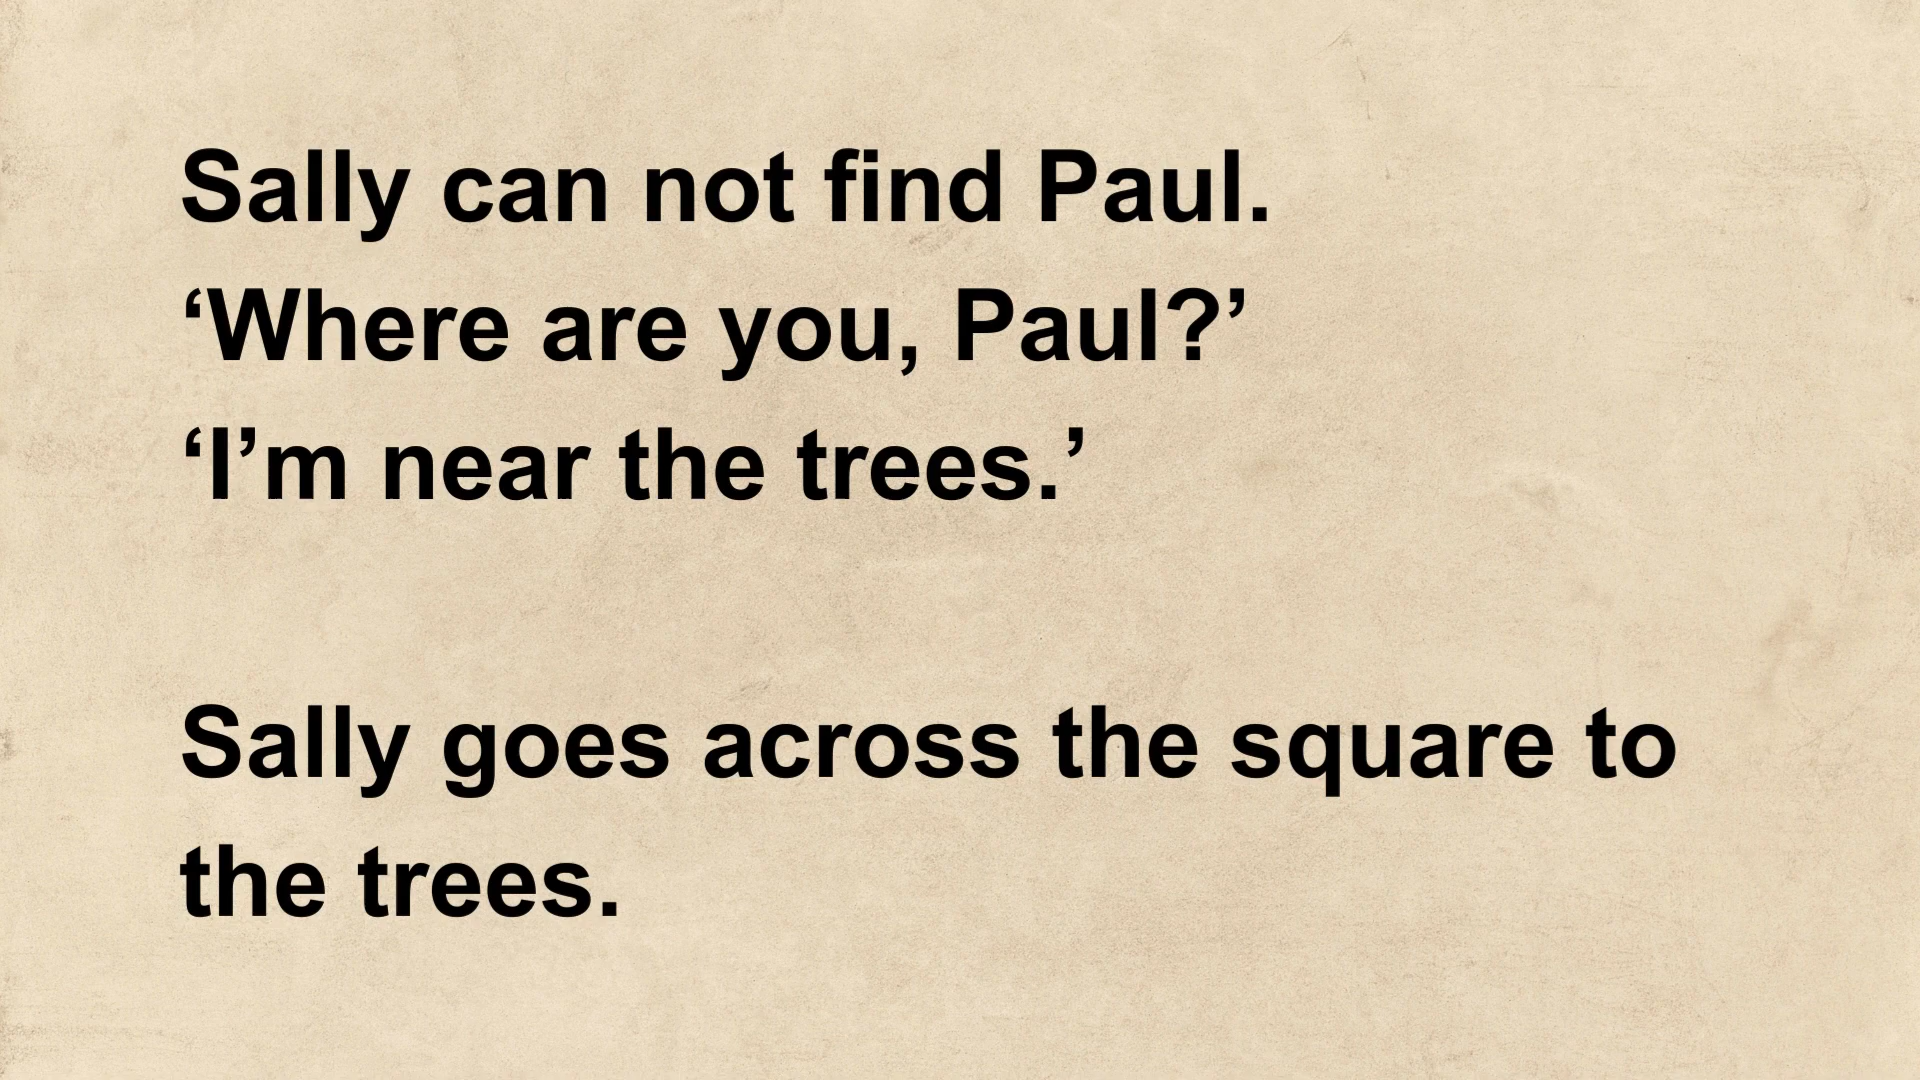 Sally can not find Paul.
‘Where are you, Paul?’
‘I’m near the trees.’
Sally goes across the square to
the trees.